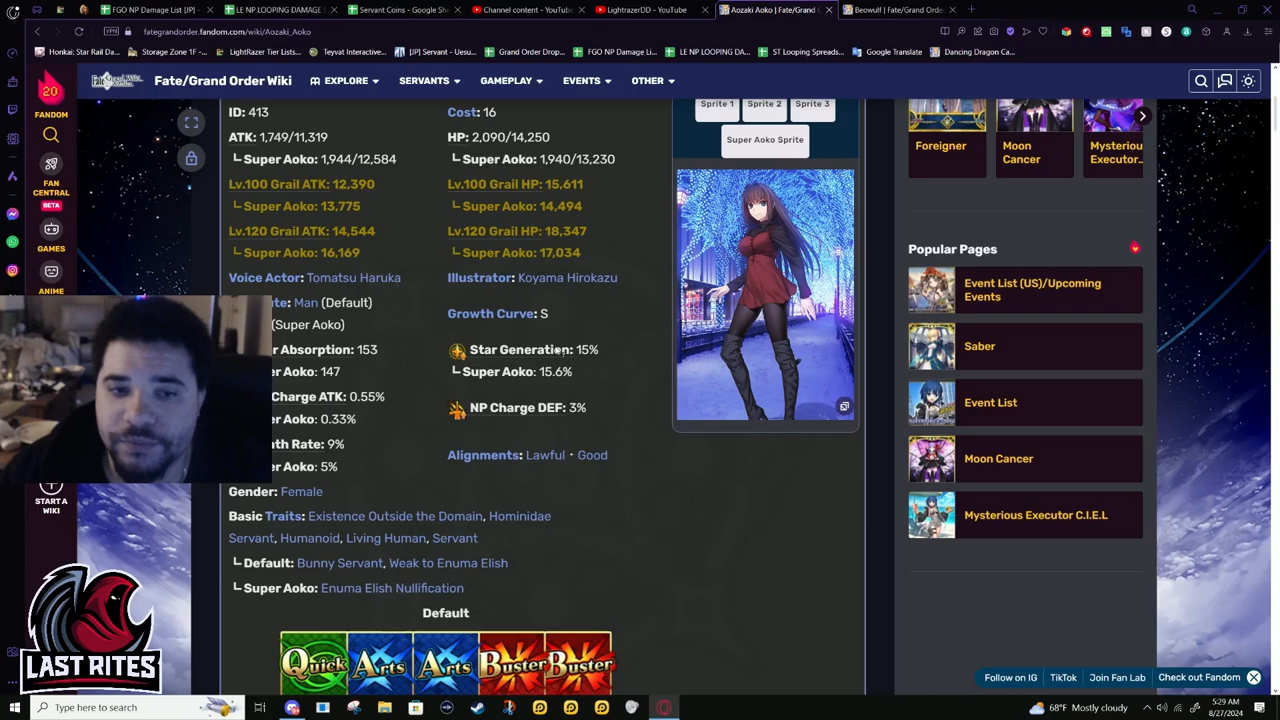 FGO NP Damage List [JP]
LE NP LOOPING DAMAGE
Servant Coins - Google She
Channel content - YouTube
LightrazerDD - YouTube
Aozaki Aoko | Fate/Grand
Beowulf | Fate/Grand Orde
VPN
fategrandorder.fandom.com/wiki/Aozaki_Aoko
Honkai: Star Rail Da...
Storage Zone 1F -...
LightRazer Tier Lists...
Teyvat Interactive...
[JP] Servant - Uesu...
Grand Order Drop...
FGO NP Damage Li...
LE NP LOOPING DA...
ST Looping Spreads...
Google Translate
Dancing Dragon Ca...
20
FANDOM
FAN
CENTRAL
BETA
GAMES
ANIME
START A
WIKI
Fate/Grand Order Wiki
EXPLORE
SERVANTS
GAMEPLAY
EVENTS
OTHER
ID: 413
Cost: 16
ATK: 1,749/11,319
HP: 2,090/14,250
Super Aoko: 1,944/12,584
Super Aoko: 1,940/13,230
Lv.100 Grail ATK: 12,390
Lv.100 Grail HP: 15,611
Super Aoko: 13,775
Super Aoko: 14,494
Lv.120 Grail ATK: 14,544
Lv.120 Grail HP: 18,347
Super Aoko: 16,169
Super Aoko: 17,034
Voice Actor: Tomatsu Haruka
Illustrator: Koyama Hirokazu
ute: Man (Default)
(Super Aoko)
Growth Curve: S
r Absorption: 153
Star Generation: 15%
r Aoko: 147
Super Aoko: 15.6%
Charge ATK: 0.55%
r Aoko: 0.33%
NP Charge DEF: 3%
th Rate: 9%
r Aoko: 5%
Alignments: Lawful・Good
Gender: Female
Basic Traits: Existence Outside the Domain, Hominidae
Servant, Humanoid, Living Human, Servant
Default: Bunny Servant, Weak to Enuma Elish
Super Aoko: Enuma Elish Nullification
Default
Quick
Arts
Arts
Buster
Buster
Sprite 1
Sprite 2
Sprite 3
Super Aoko Sprite
Foreigner
Moon
Cancer
Mysterious
Executor...
Popular Pages
Event List (US)/Upcoming
Events
Saber
Event List
Moon Cancer
Mysterious Executor C.I.E.L
Follow on IG
TikTok
Join Fan Lab
Check out Fandom
LAST RITES
Type here to search
68°F Mostly cloudy
5:29 AM
8/27/2024